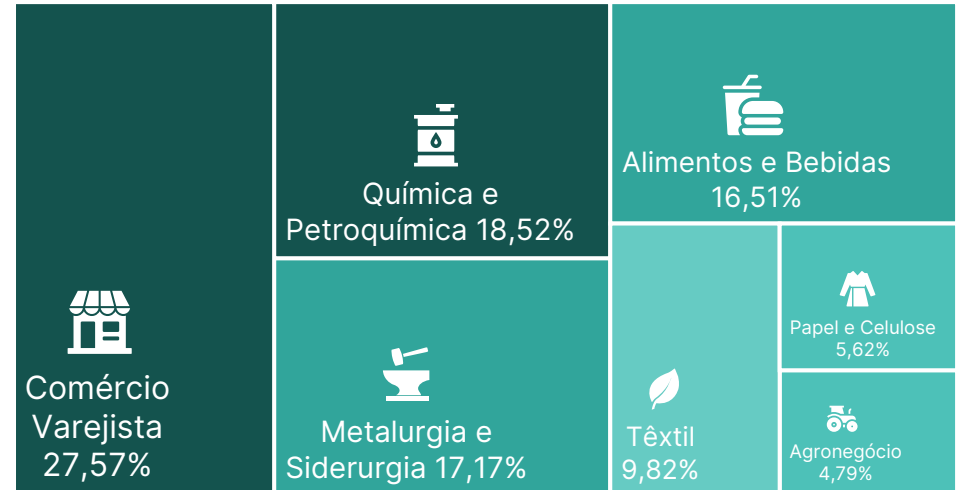 Comércio
Varejista
27,57%
Química e
Petroquímica 18,52%
Metalurgia e
Siderurgia 17,17%
Alimentos e Bebidas
16,51%
Têxtil
9,82%
Papel e Celulose
5,62%
Agronegócio
4,79%